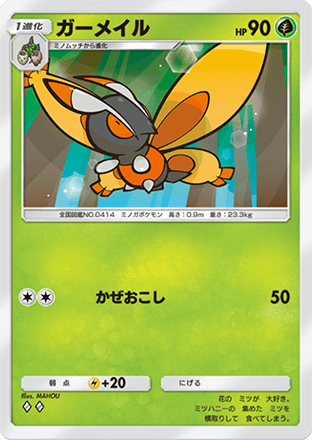 1進化
ガーメイル
HP90
ミノムッチから進化
全国図鑑NO.0414 ミノガポケモン 高さ:0.9m 重さ:23.3kg
かぜおこし 50
弱点 +20 にげる
Illus. MAHOU
花の ミツが 大好き。
ミツハニーの 集めた ミツを
横取りして 食べてしまう。